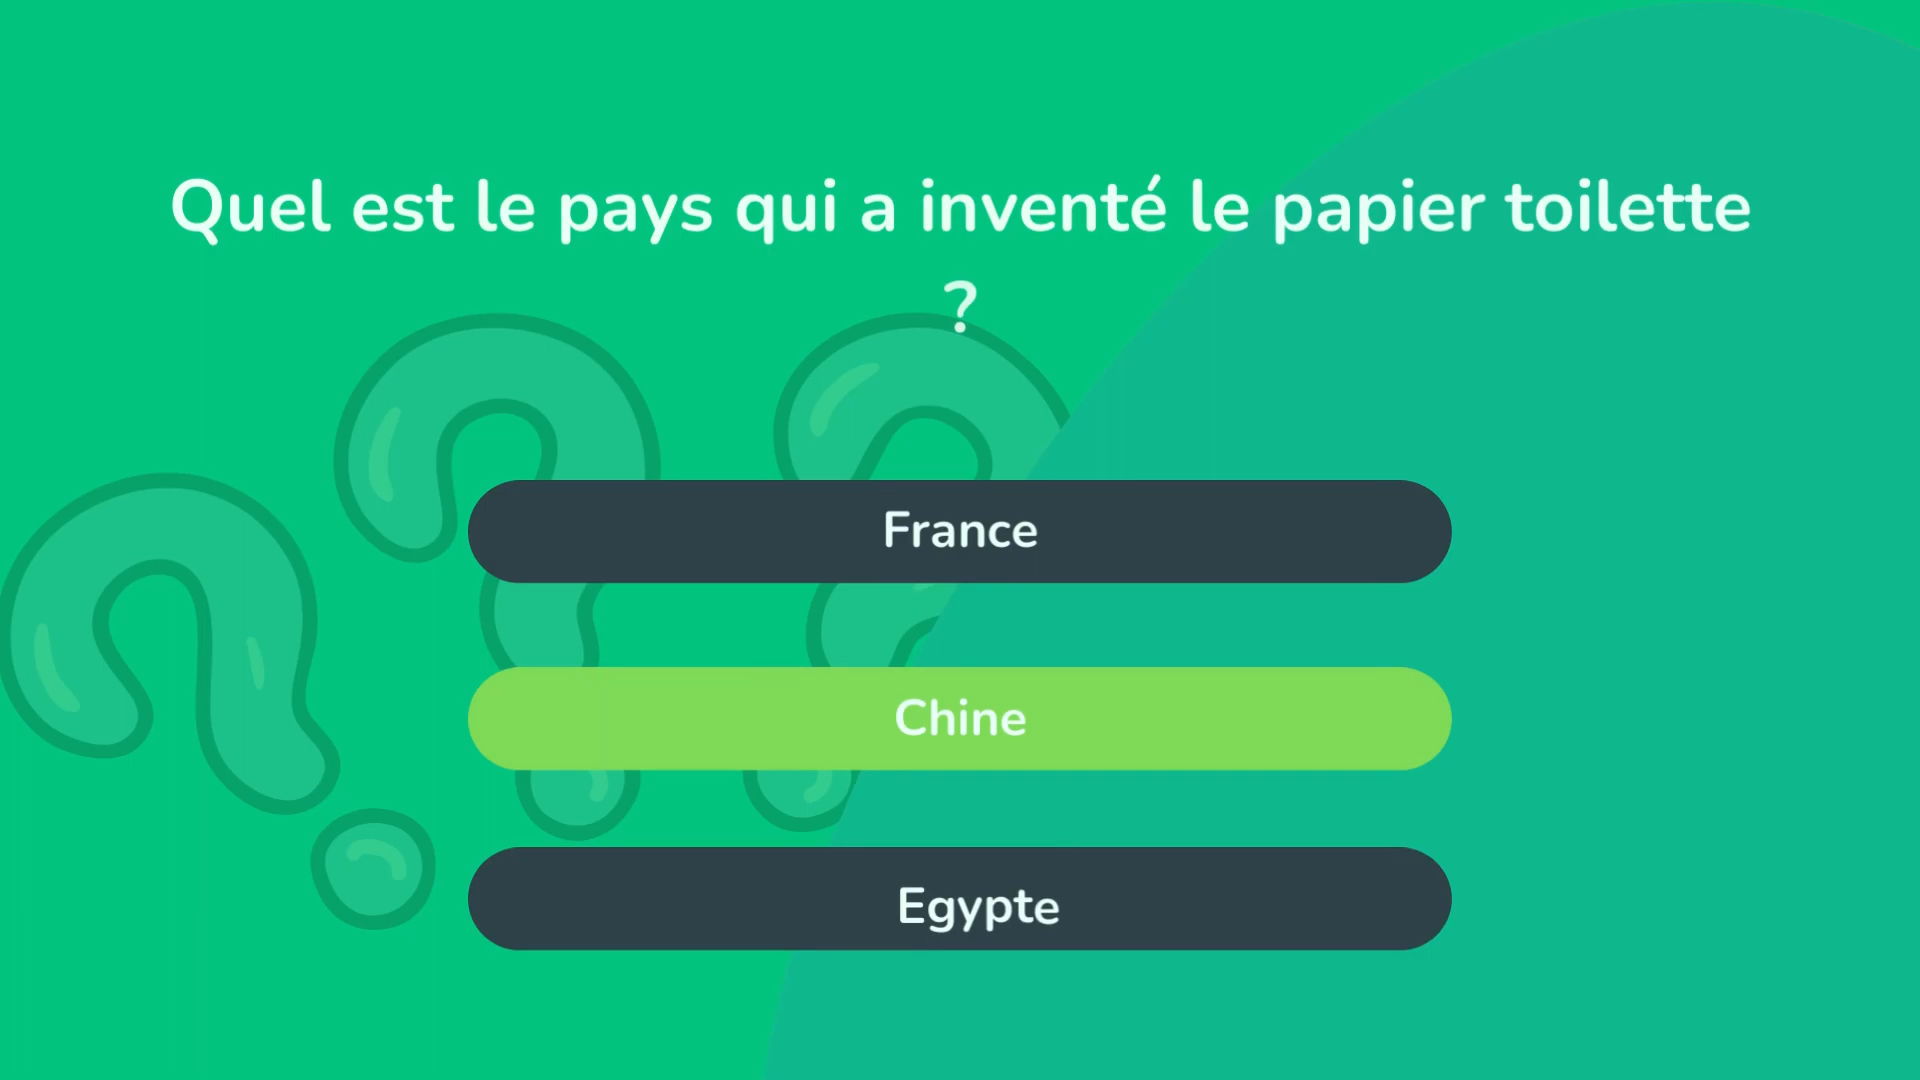 Quel est le pays qui a inventé le papier toilette
?
France
Chine
Egypte